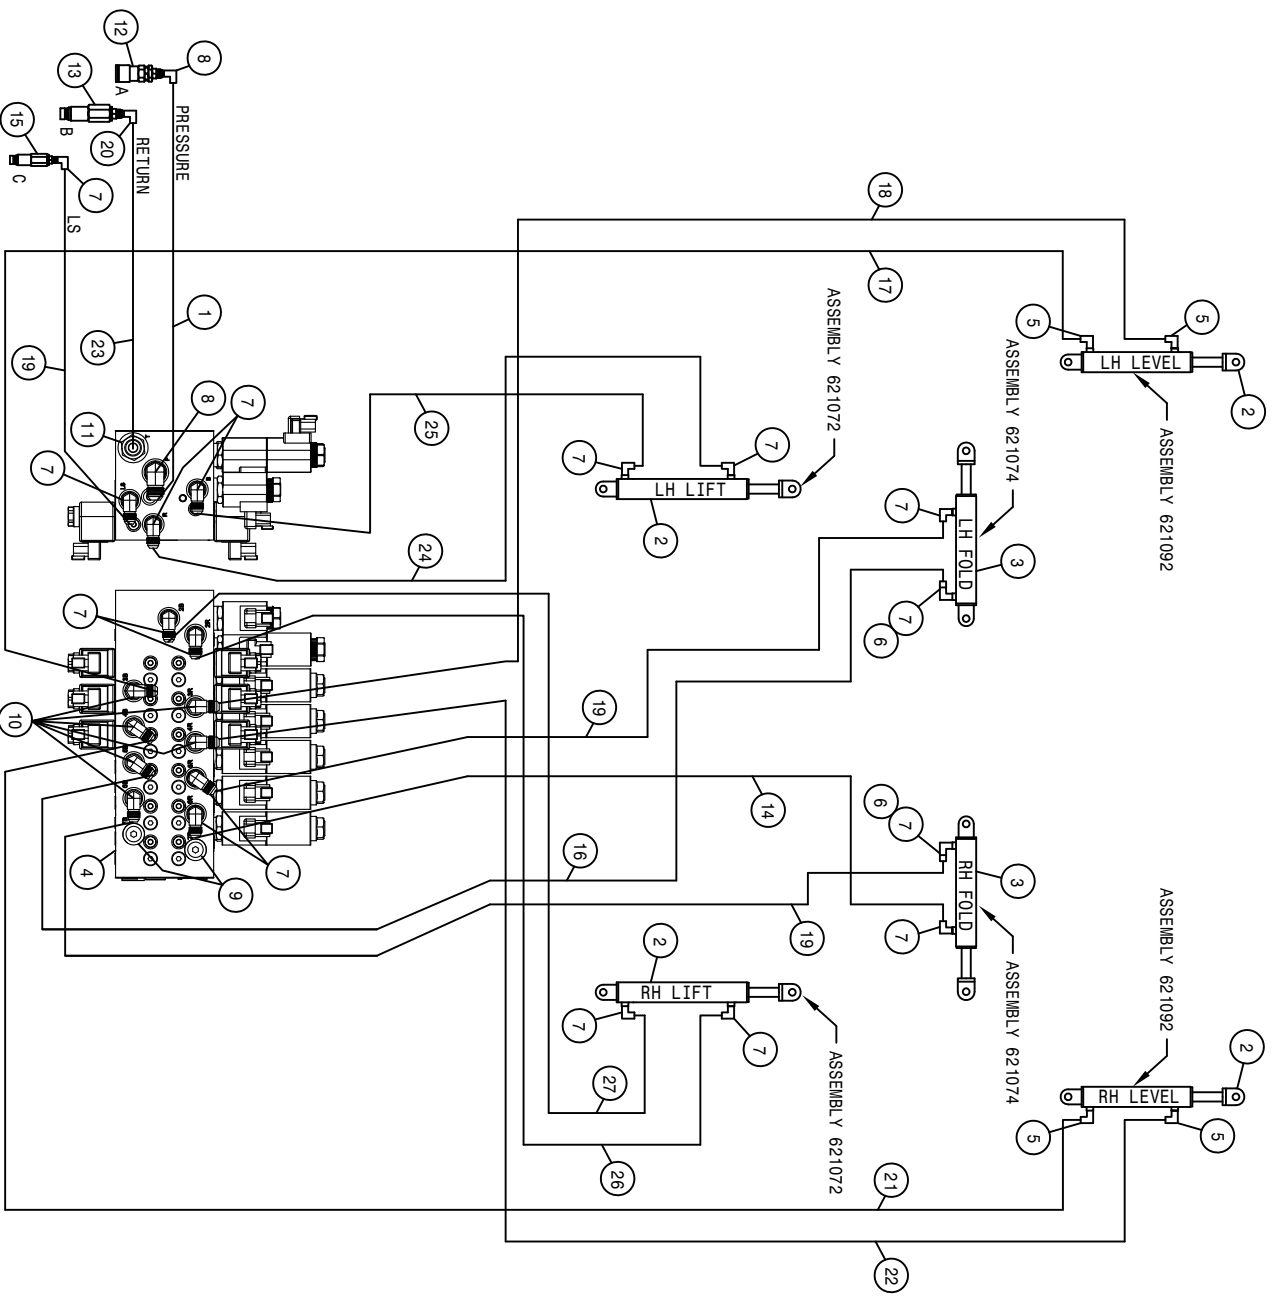 12
8
13
A
PRESSURE
B
20
RETURN
15
C
7
LS
18
17
5
5
LH LEVEL
2
ASSEMBLY 621092
ASSEMBLY 621072
ASSEMBLY 621074
1
23
19
11
7
8
7
25
24
7
7
LH LIFT
2
7
LH FOLD
3
7
6
7
10
4
9
7
19
14
16
19
6
7
RH FOLD
3
7
ASSEMBLY 621074
2
RH LIFT
7
7
ASSEMBLY 621072
27
26
ASSEMBLY 621092
2
RH LEVEL
5
5
21
22